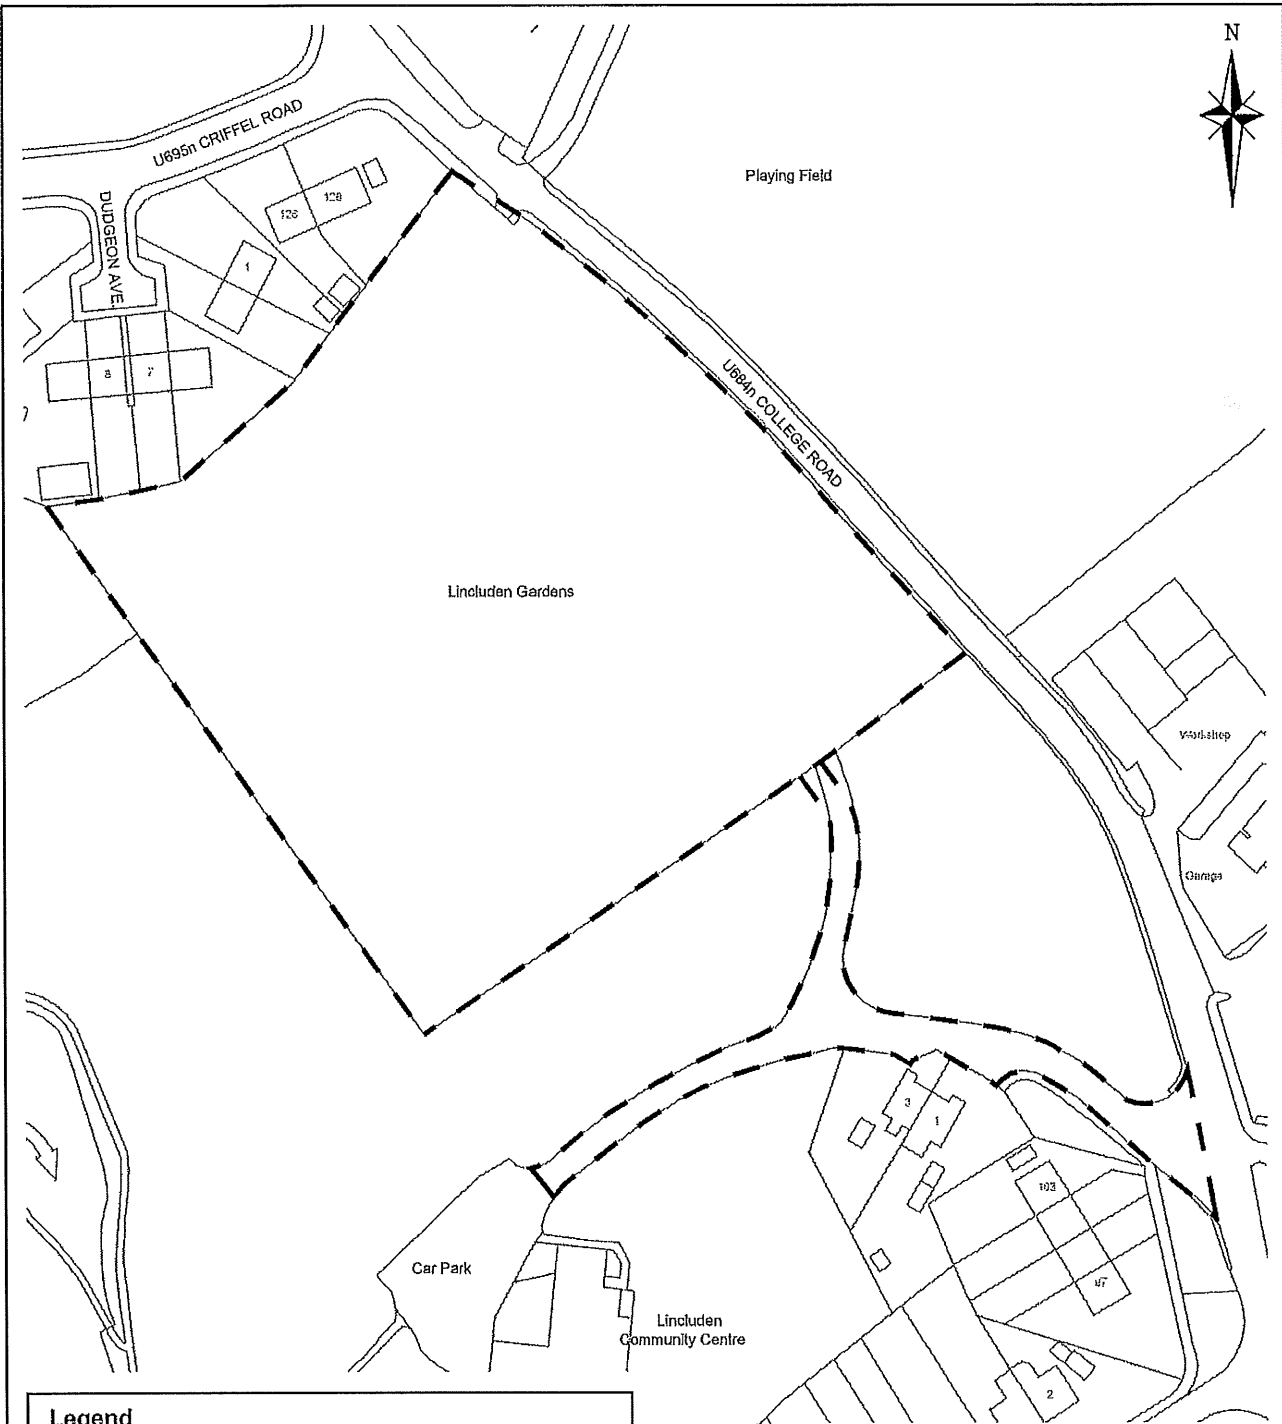 N
U695n CRIFFEL ROAD
Playing Field
DUDGEON AVE.
126
128
1
8
7
U684n COLLEGE ROAD
Lincluden Gardens
Workshop
Garage
3
1
103
97
Car Park
Lincluden
Community Centre
2
Legend